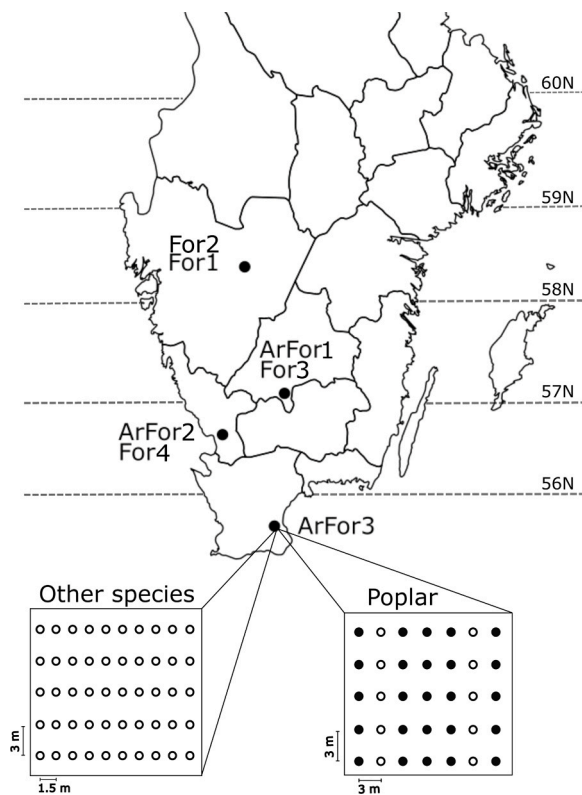 60N
59N
For2
For1
58N
ArFor1
For3
57N
ArFor2
For4
56N
ArFor3
Other species
Poplar
3 m
1.5 m
3 m
3 m